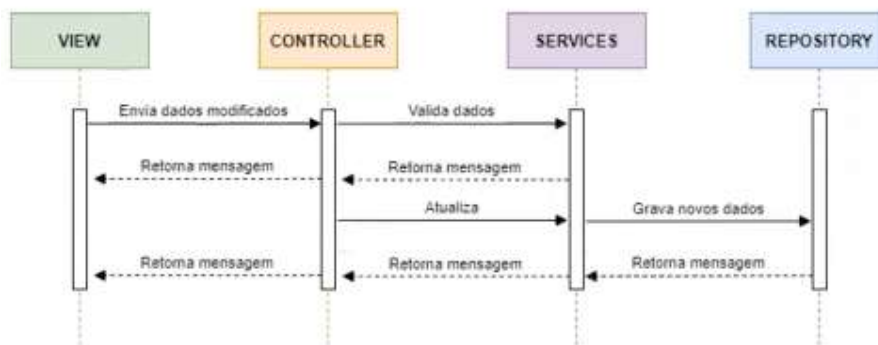 VIEW
CONTROLLER
SERVICES
REPOSITORY
Envia dados modificados
Valida dados
Retorna mensagem
Retorna mensagem
Atualiza
Grava novos dados
Retorna mensagem
Retorna mensagem
Retorna mensagem